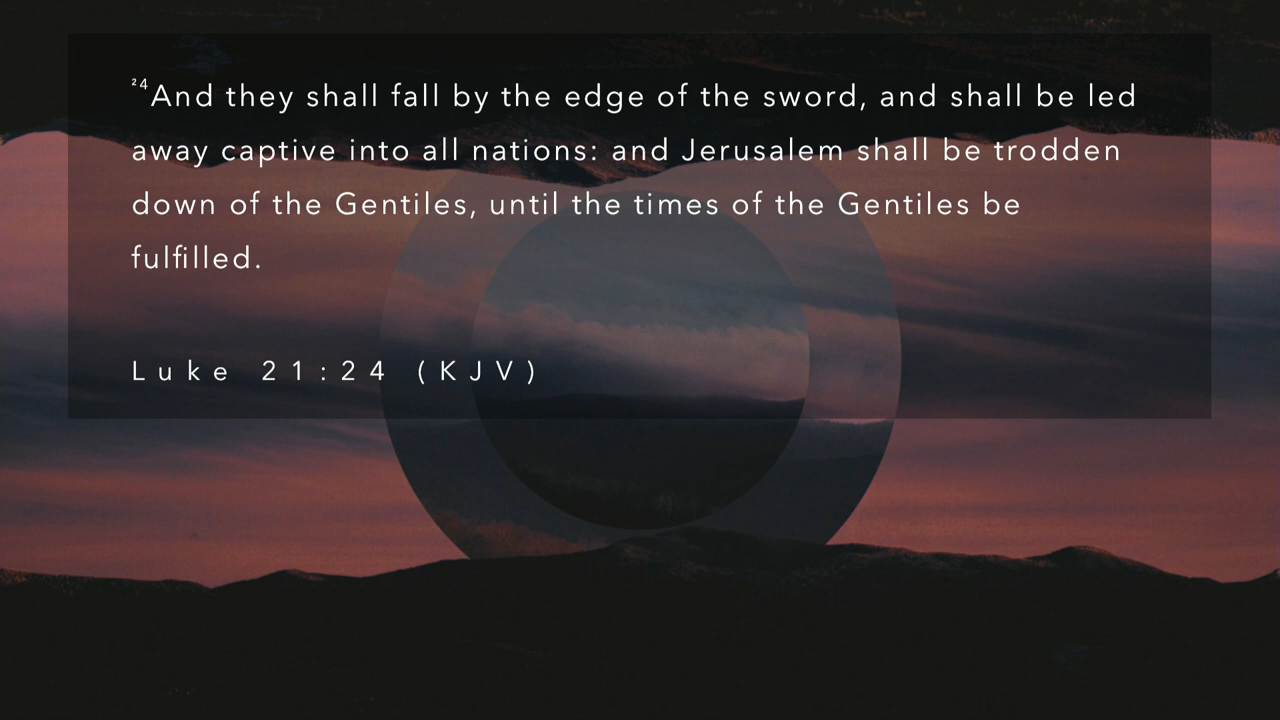 ²⁴And they shall fall by the edge of the sword, and shall be led
away captive into all nations: and Jerusalem shall be trodden
down of the Gentiles, until the times of the Gentiles be
fulfilled.
Luke 21:24 (KJV)